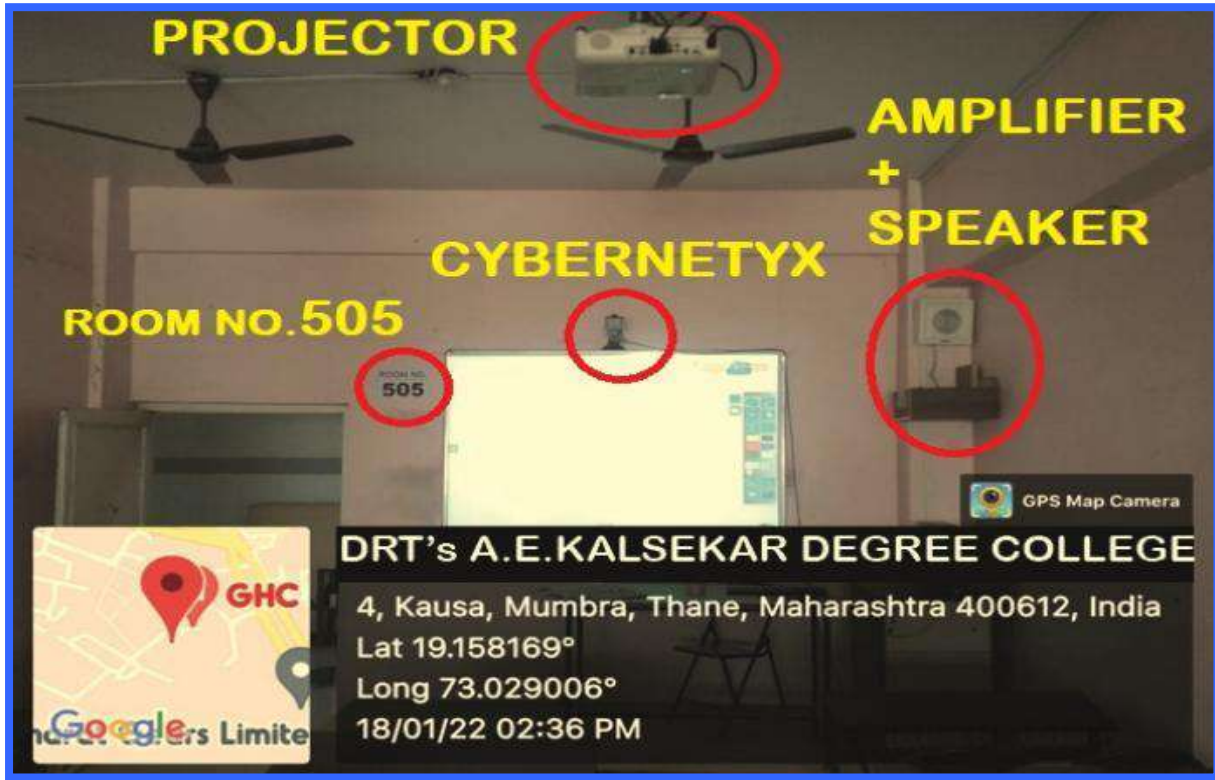 PROJECTOR
AMPLIFIER
+
SPEAKER
CYBERNETYX
ROOM NO.505
ROOM NO.
505
GPS Map Camera
DRT's A.E.KALSEKAR DEGREE COLLEGE
GHC
4, Kausa, Mumbra, Thane, Maharashtra 400612, India
Lat 19.158169°
Long 73.029006°
18/01/22 02:36 PM
Google
Limite